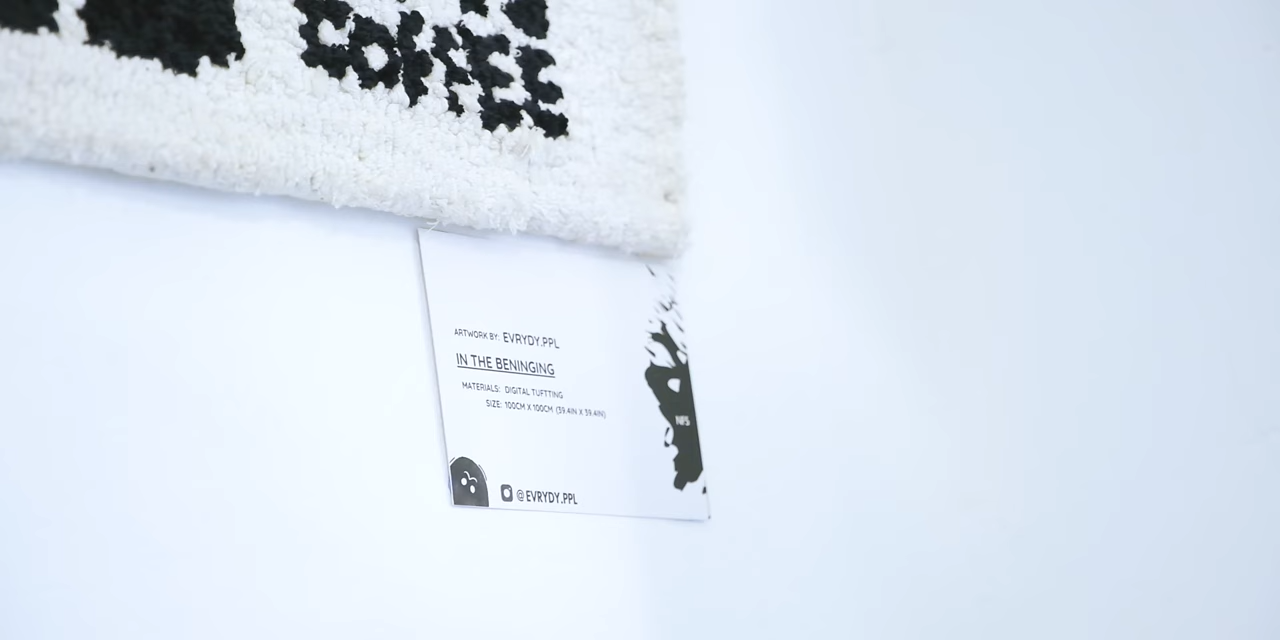 ARTWORK BY: EVRYDY.PPL
IN THE BENINGING
MATERIALS: DIGITAL TUFTTING
SIZE: 100CM X 100CM (39.4IN X 39.4IN)
NFS
@EVRYDY.PPL